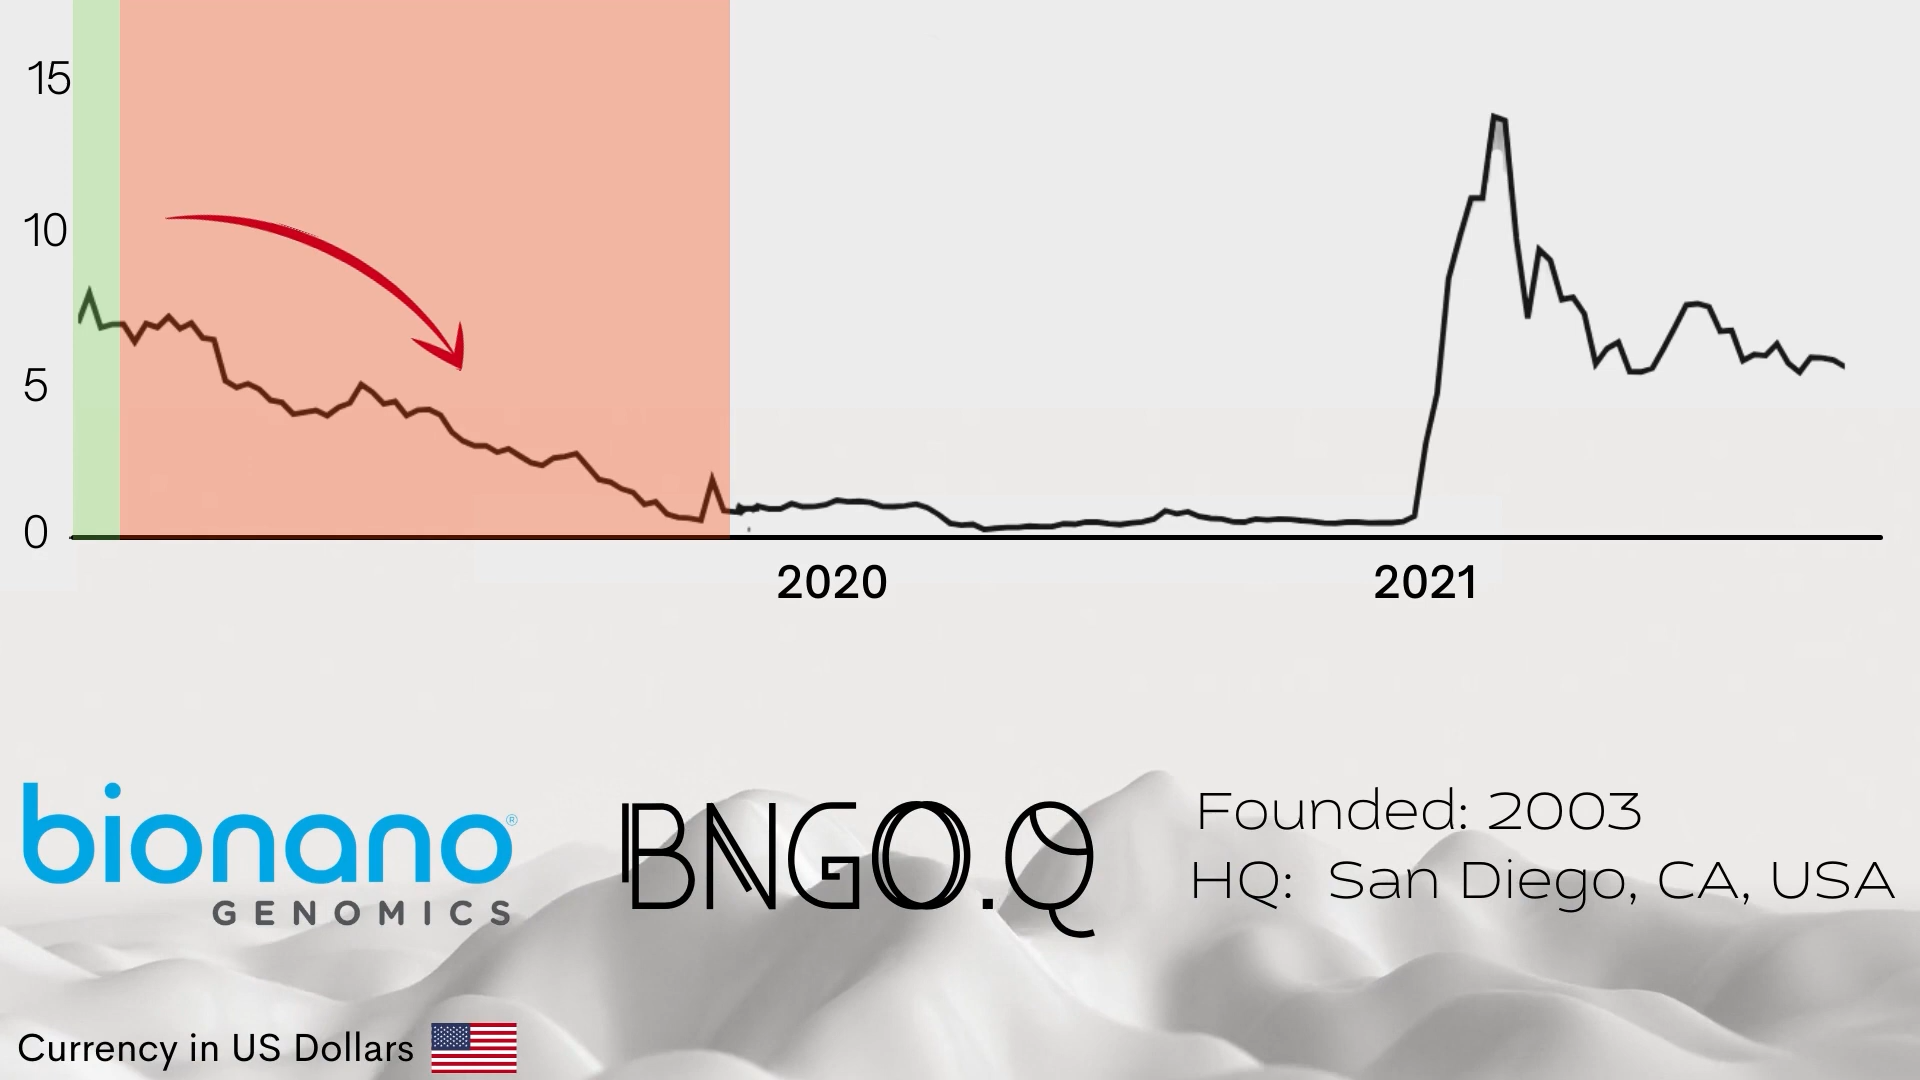 15
10
5
0
2020
2021
bionano®
GENOMICS
BNGO.Q
Founded: 2003
HQ: San Diego, CA, USA
Currency in US Dollars